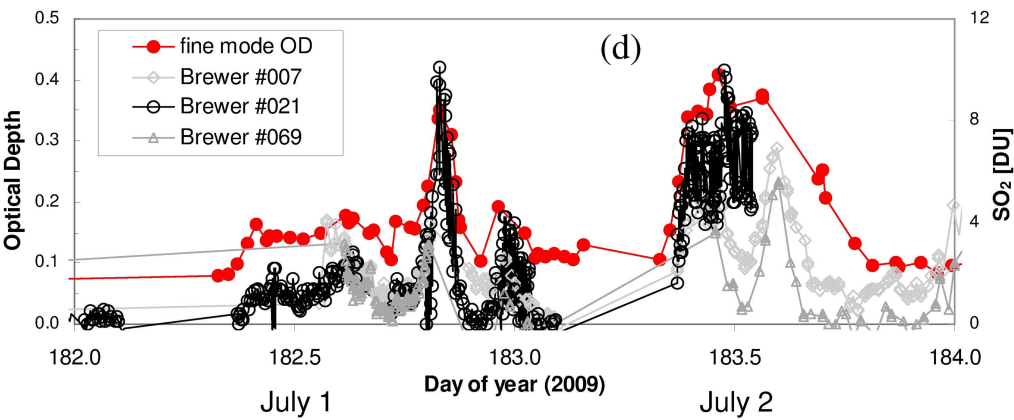 0.5
0.4
0.3
0.2
0.1
0.0
Optical Depth
fine mode OD
Brewer #007
Brewer #021
Brewer #069
(d)
12
8
4
0
SO₂ [DU]
182.0 182.5 183.0 183.5 184.0
Day of year (2009)
July 1 July 2